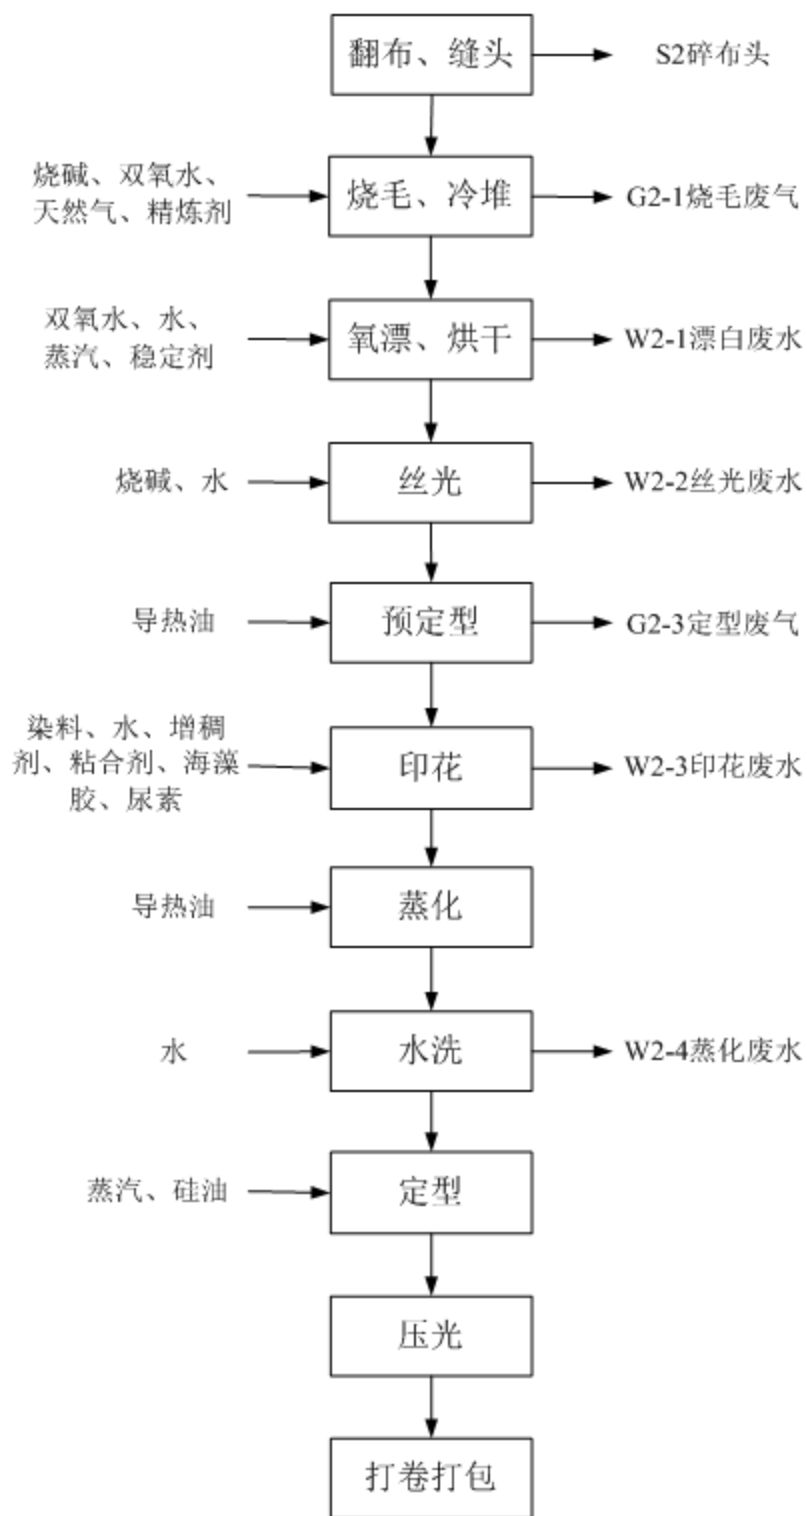 翻布、缝头
S2碎布头
烧碱、双氧水、
天然气、精炼剂
烧毛、冷堆
G2-1烧毛废气
双氧水、水、
蒸汽、稳定剂
氧漂、烘干
W2-1漂白废水
烧碱、水
丝光
W2-2丝光废水
导热油
预定型
G2-3定型废气
染料、水、增稠
剂、粘合剂、海藻
胶、尿素
印花
W2-3印花废水
导热油
蒸化
水
水洗
W2-4蒸化废水
蒸汽、硅油
定型
压光
打卷打包